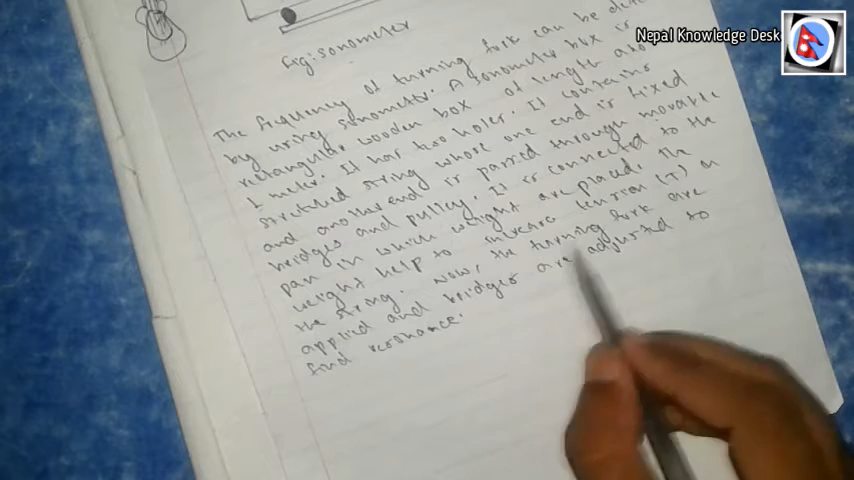 Nepal Knowledge Desk
fig: sonometer
The frequency of turning fork can be
by using sonometer. A sonometer box is
rectangular wooden box of length
1 meter. It has two holes. It contains
stretched string whose one end is fixed
and another end is passed through movable
bridges and pulley. It is connected to the
pan in which weight are placed. The
weight help to increase tension (T) on
the string. Now, the turning fork are
applied and bridges are adjusted to
find resonance.